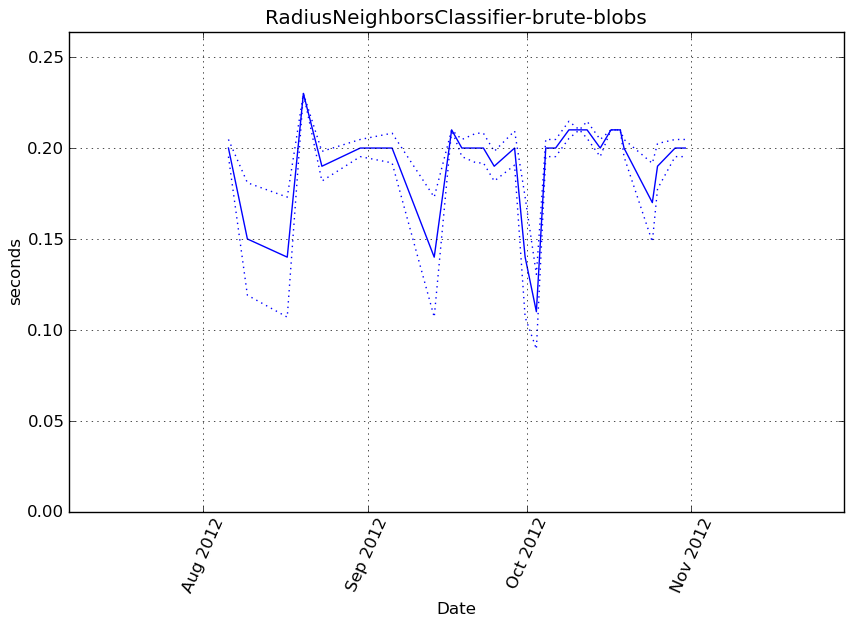 RadiusNeighborsClassifier-brute-blobs
0.25
0.20
0.15
0.10
0.05
0.00
seconds
Aug 2012
Sep 2012
Oct 2012
Nov 2012
Date